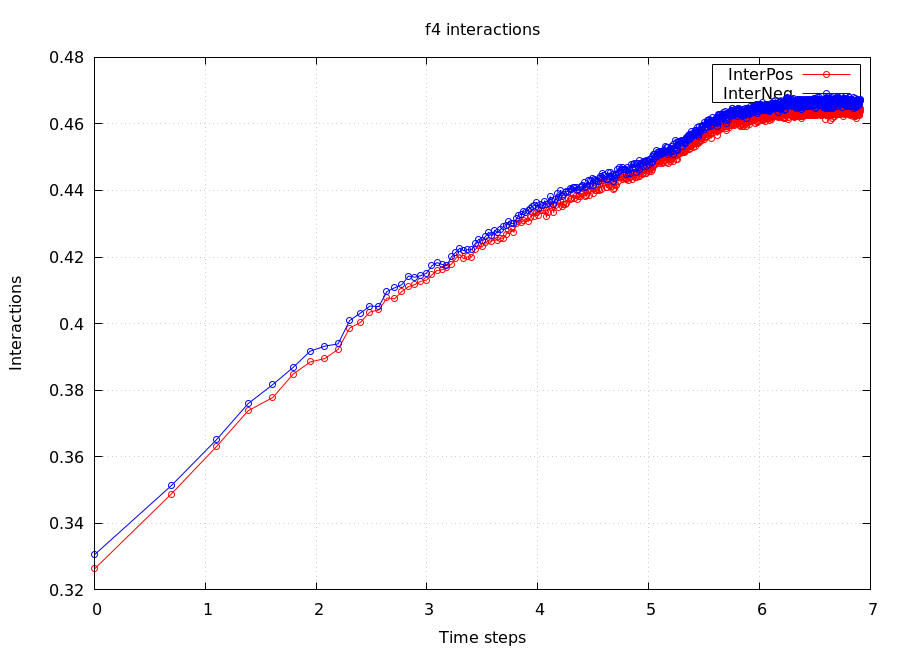 f4 interactions
0.48
0.46
0.44
0.42
0.4
0.38
0.36
0.34
0.32
Interactions
InterPos
InterNeg
0 1 2 3 4 5 6 7
Time steps